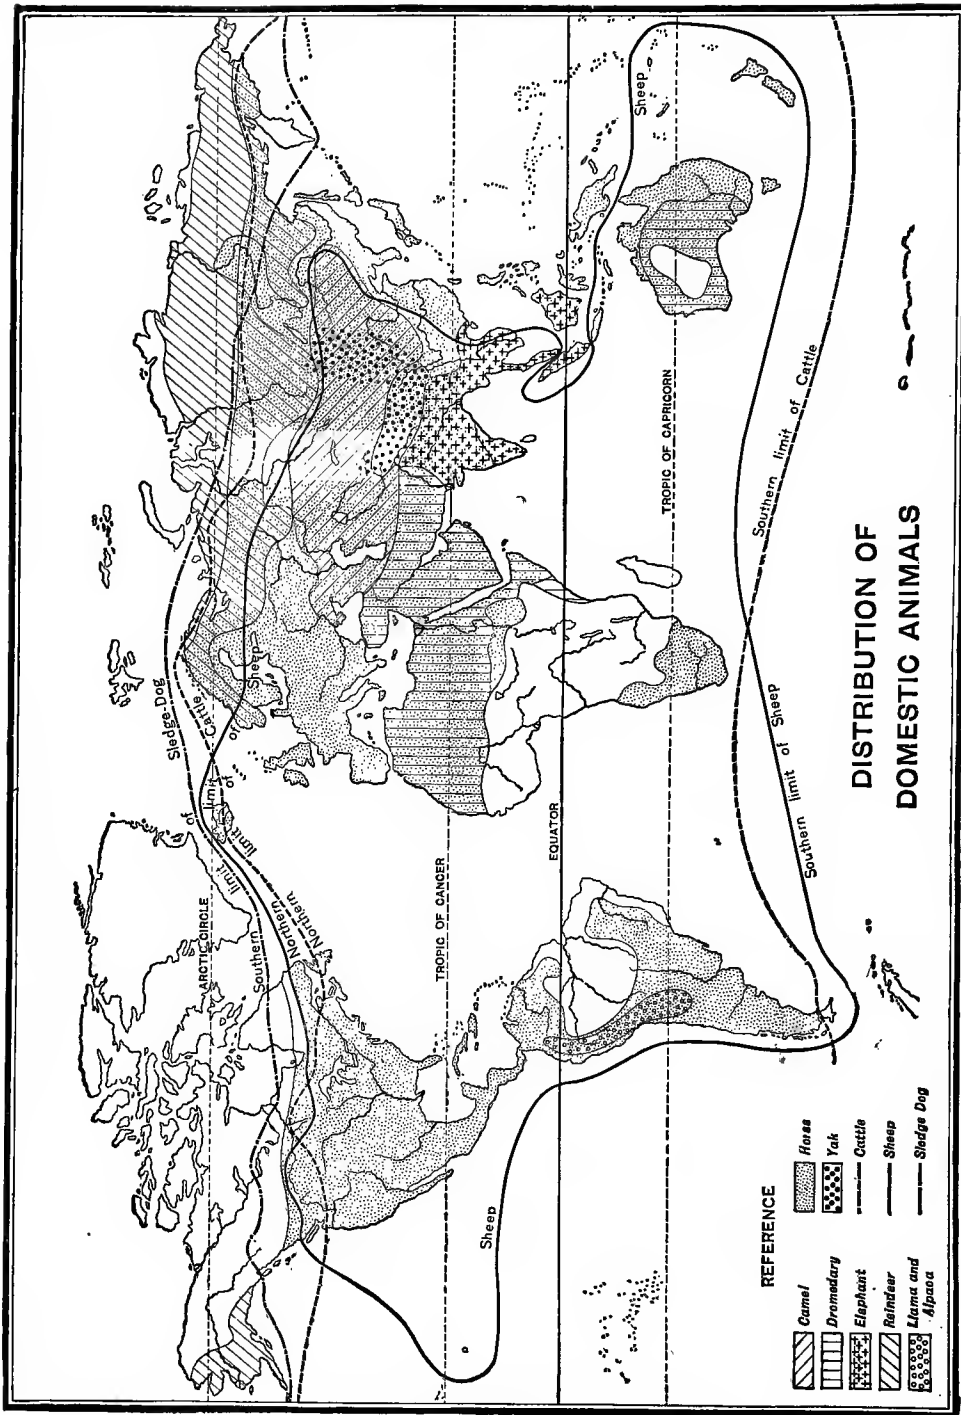 DISTRIBUTION OF
DOMESTIC ANIMALS
ARCTIC CIRCLE
TROPIC OF CANCER
EQUATOR
TROPIC OF CAPRICORN
Southern limit of Sledge-Dog
Northern limit of Cattle
Northern limit of Sheep
Sheep
Sheep
Southern limit of Cattle
Southern limit of Sheep
REFERENCE
Camel
Dromedary
Elephant
Reindeer
Llama and
Alpaca
Horse
Yak
Cattle
Sheep
Sledge Dog